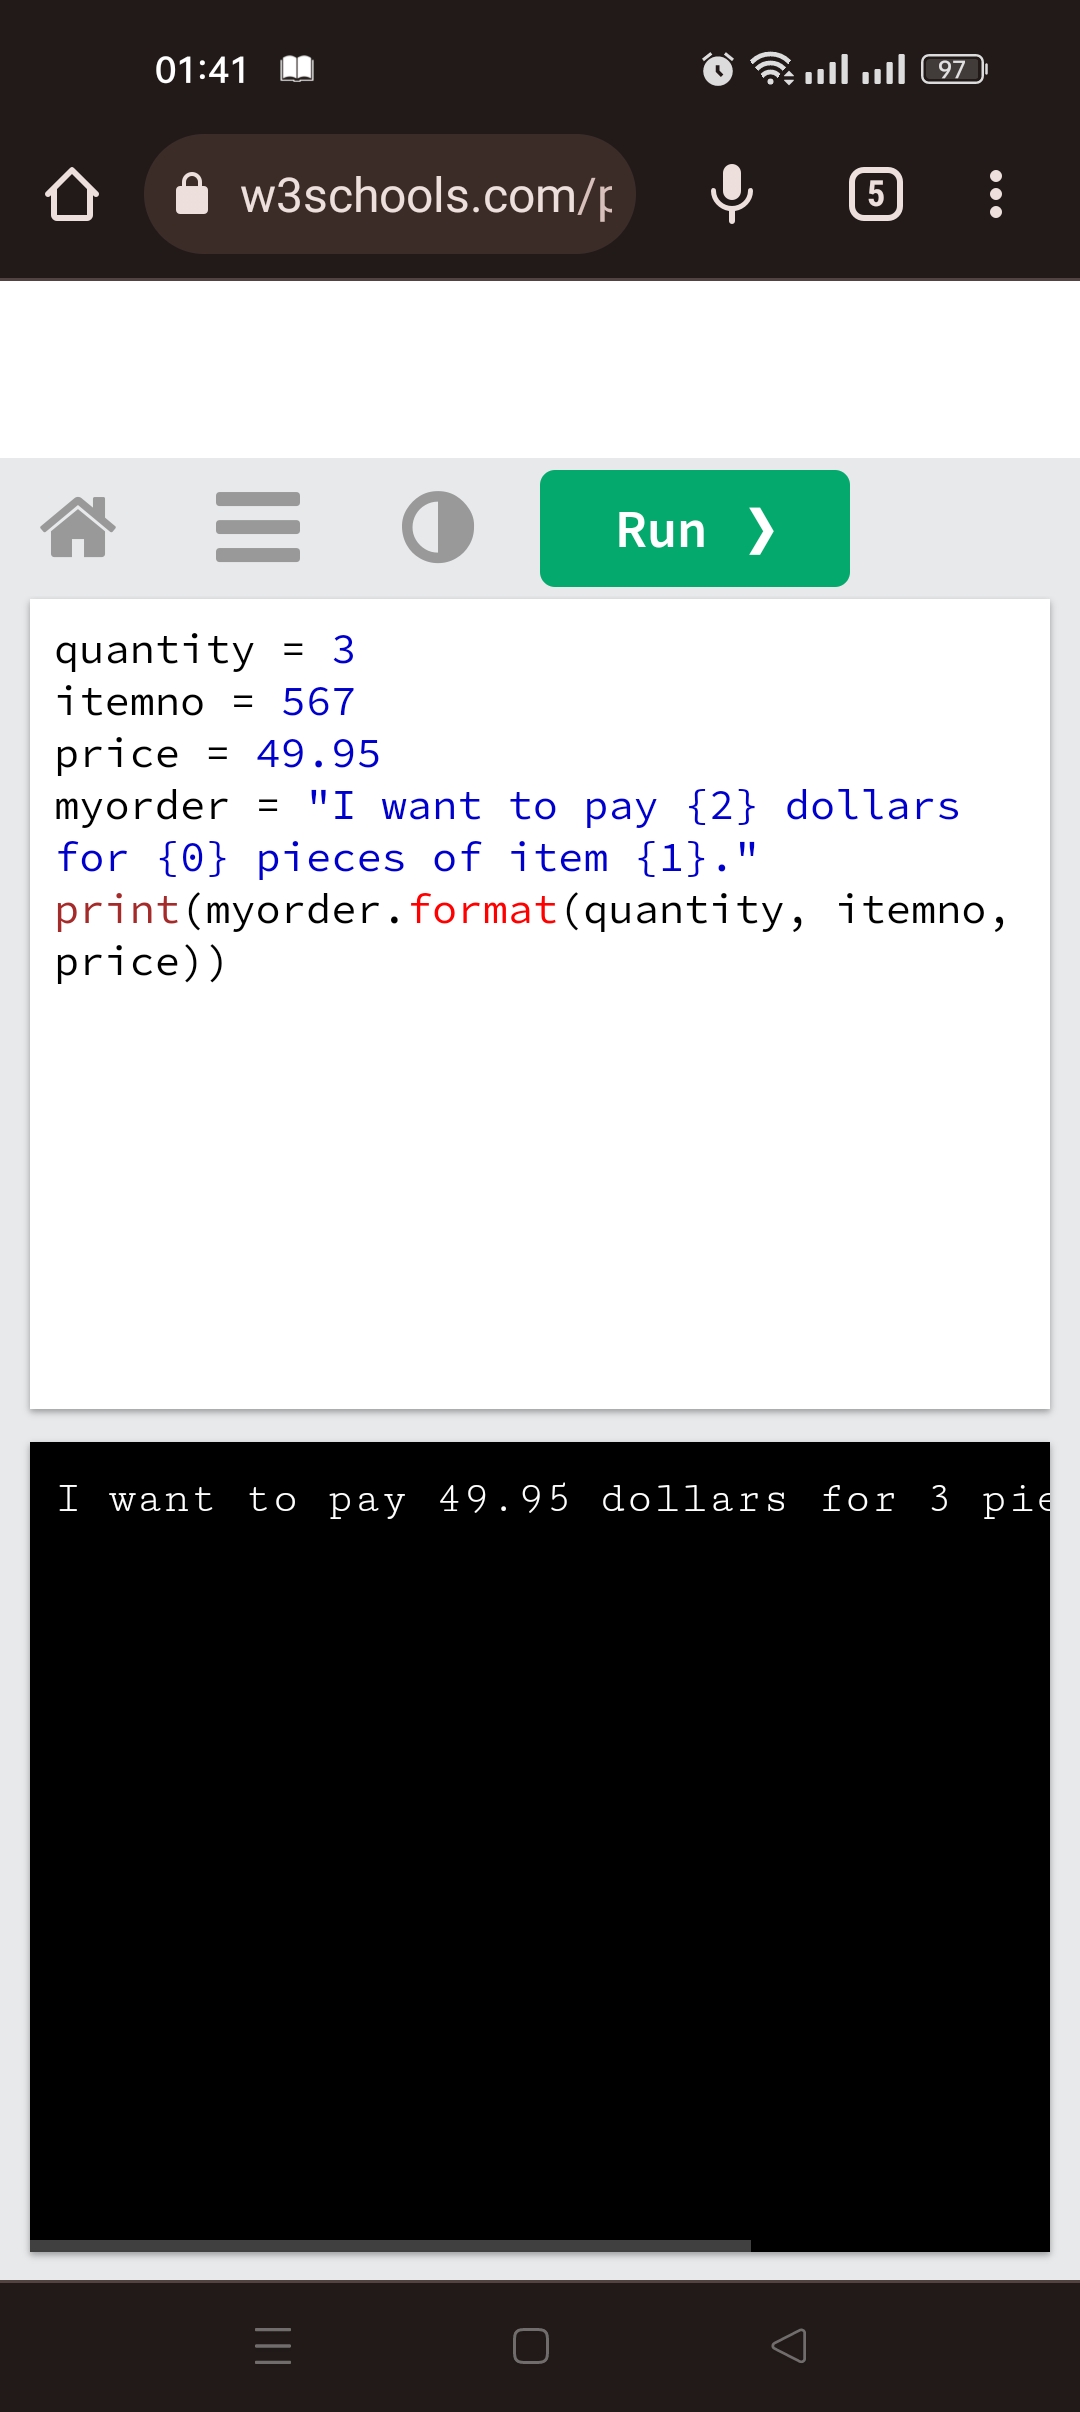 01:41
97
w3schools.com/p
5
Run ❯
quantity = 3
itemno = 567
price = 49.95
myorder = "I want to pay {2} dollars
for {0} pieces of item {1}."
print(myorder.format(quantity, itemno,
price))
I want to pay 49.95 dollars for 3 pie